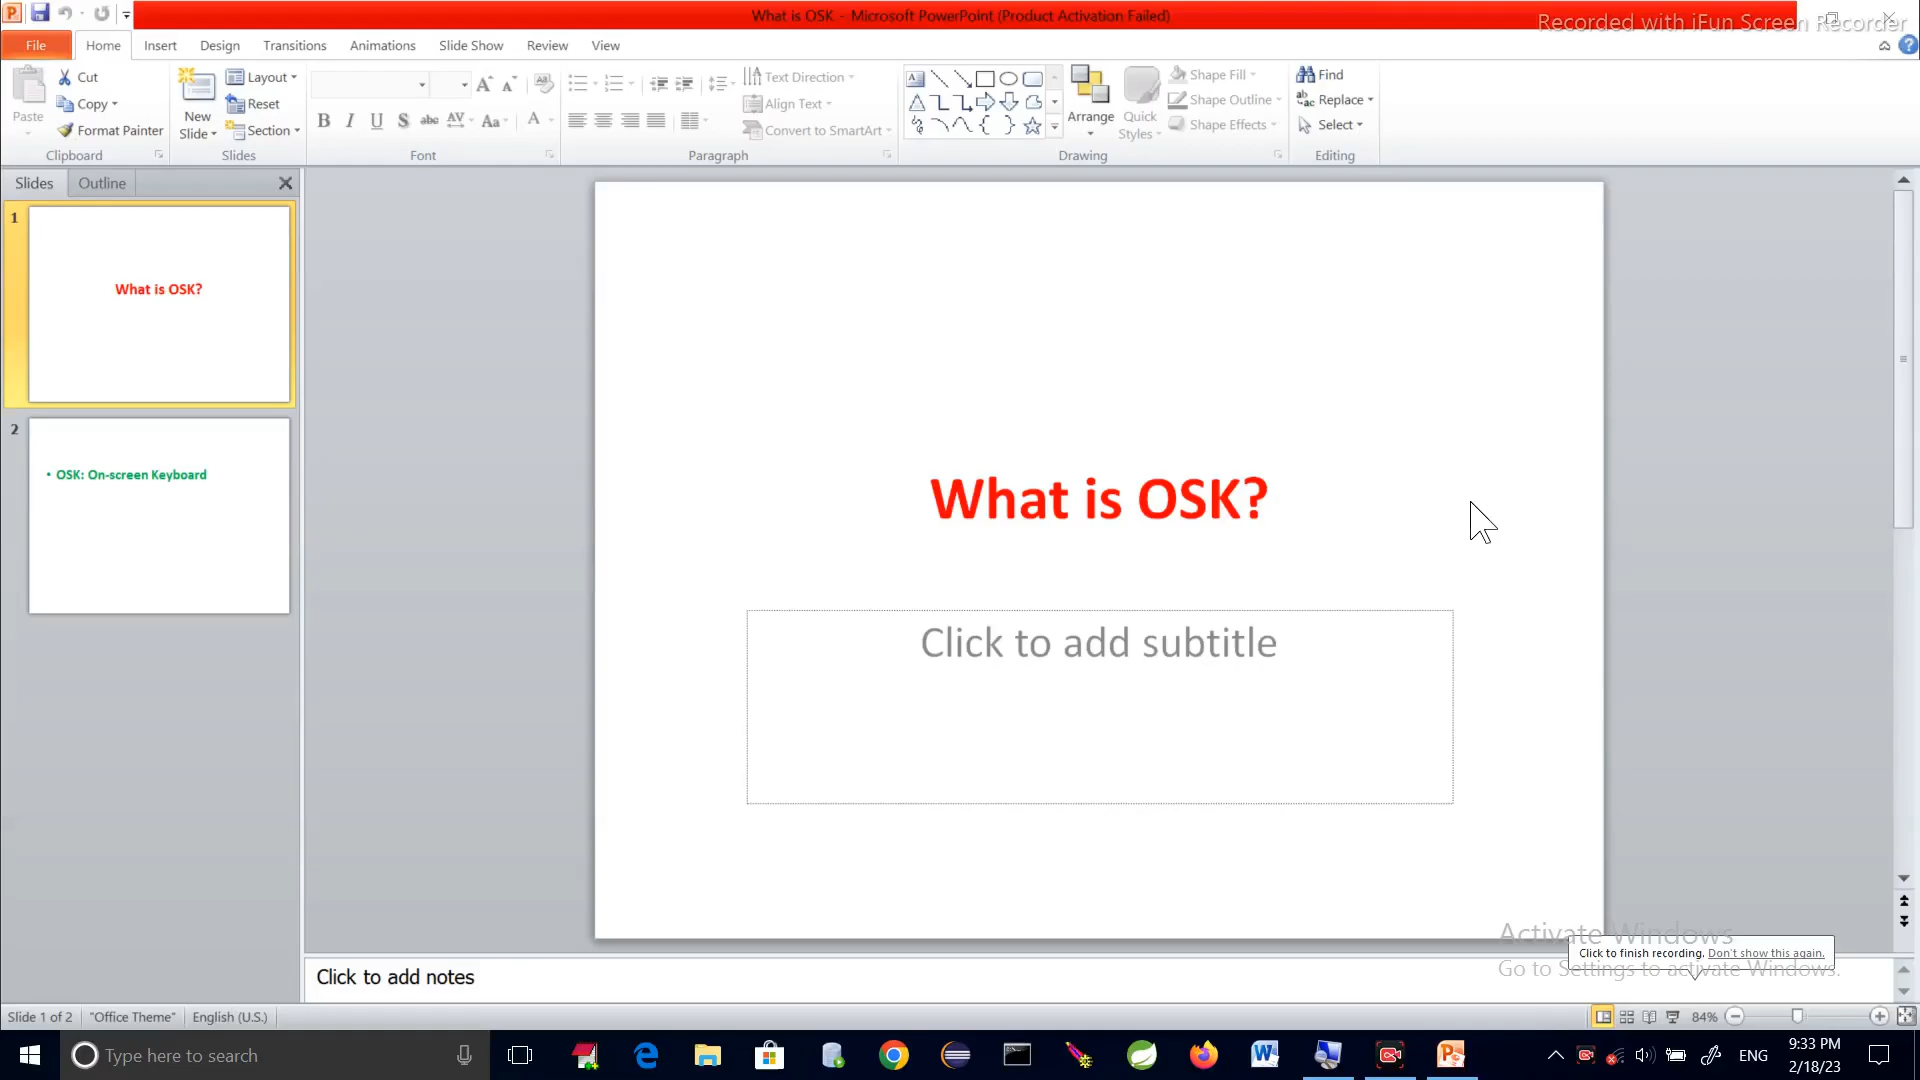 What is OSK - Microsoft PowerPoint (Product Activation Failed)
Recorded with iFun Screen Recorder
File Home Insert Design Transitions Animations Slide Show Review View
Paste
Cut
Copy
Format Painter
Clipboard
New Slide
Layout
Reset
Section
Slides
Font
Text Direction
Align Text
Convert to SmartArt
Paragraph
Arrange
Quick Styles
Shape Fill
Shape Outline
Shape Effects
Drawing
Find
Replace
Select
Editing
Slides Outline
1
What is OSK?
2
• OSK: On-screen Keyboard
What is OSK?
Click to add subtitle
Activate Windows
Go to Settings to activate Windows.
Click to finish recording. Don't show this again.
Click to add notes
Slide 1 of 2 "Office Theme" English (U.S.) 84%
Type here to search
ENG
9:33 PM
2/18/23